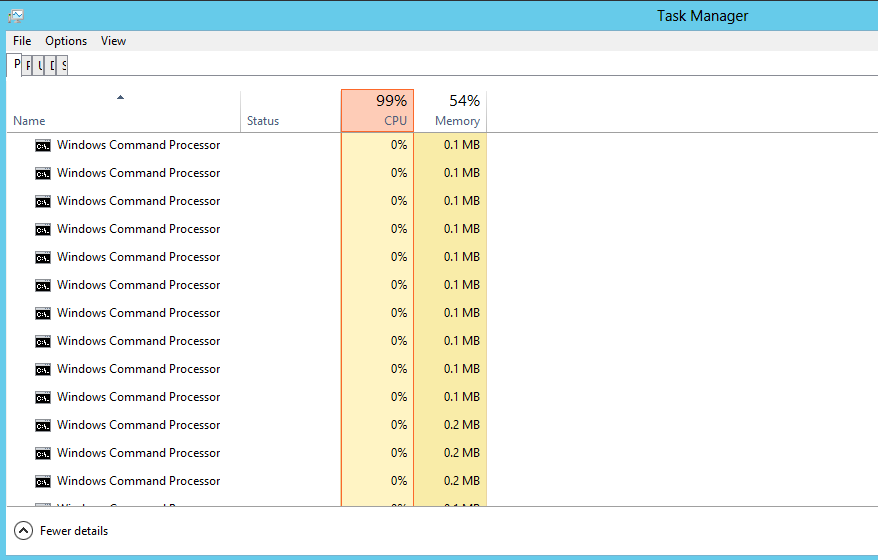 Task Manager
File Options View
P F U D S
99% 54%
Name Status CPU Memory
Windows Command Processor 0% 0.1 MB
Windows Command Processor 0% 0.1 MB
Windows Command Processor 0% 0.1 MB
Windows Command Processor 0% 0.1 MB
Windows Command Processor 0% 0.1 MB
Windows Command Processor 0% 0.1 MB
Windows Command Processor 0% 0.1 MB
Windows Command Processor 0% 0.1 MB
Windows Command Processor 0% 0.1 MB
Windows Command Processor 0% 0.1 MB
Windows Command Processor 0% 0.2 MB
Windows Command Processor 0% 0.2 MB
Windows Command Processor 0% 0.2 MB
Fewer details